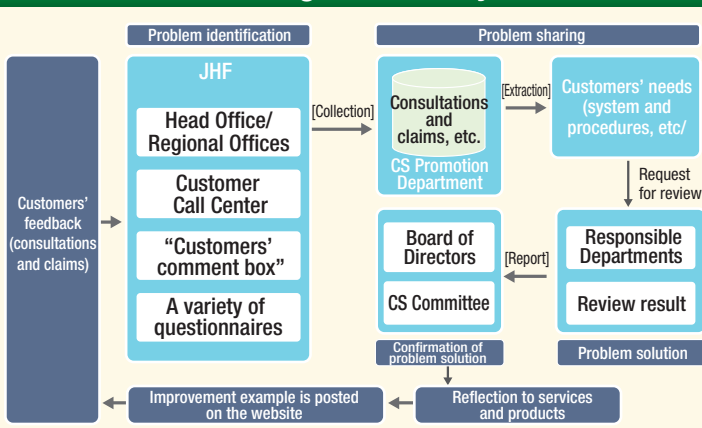 Problem identification
Problem sharing
JHF
Head Office/
Regional Offices
Customer
Call Center
“Customers’
comment box”
A variety of
questionnaires
Customers’
feedback
(consultations
and claims)
[Collection]
Consultations
and
claims, etc.
CS Promotion
Department
[Extraction]
Customers’ needs
(system and
procedures, etc/
Request
for review
Responsible
Departments
Review result
[Report]
Board of
Directors
CS Committee
Confirmation of
problem solution
Problem solution
Reflection to services
and products
Improvement example is posted
on the website